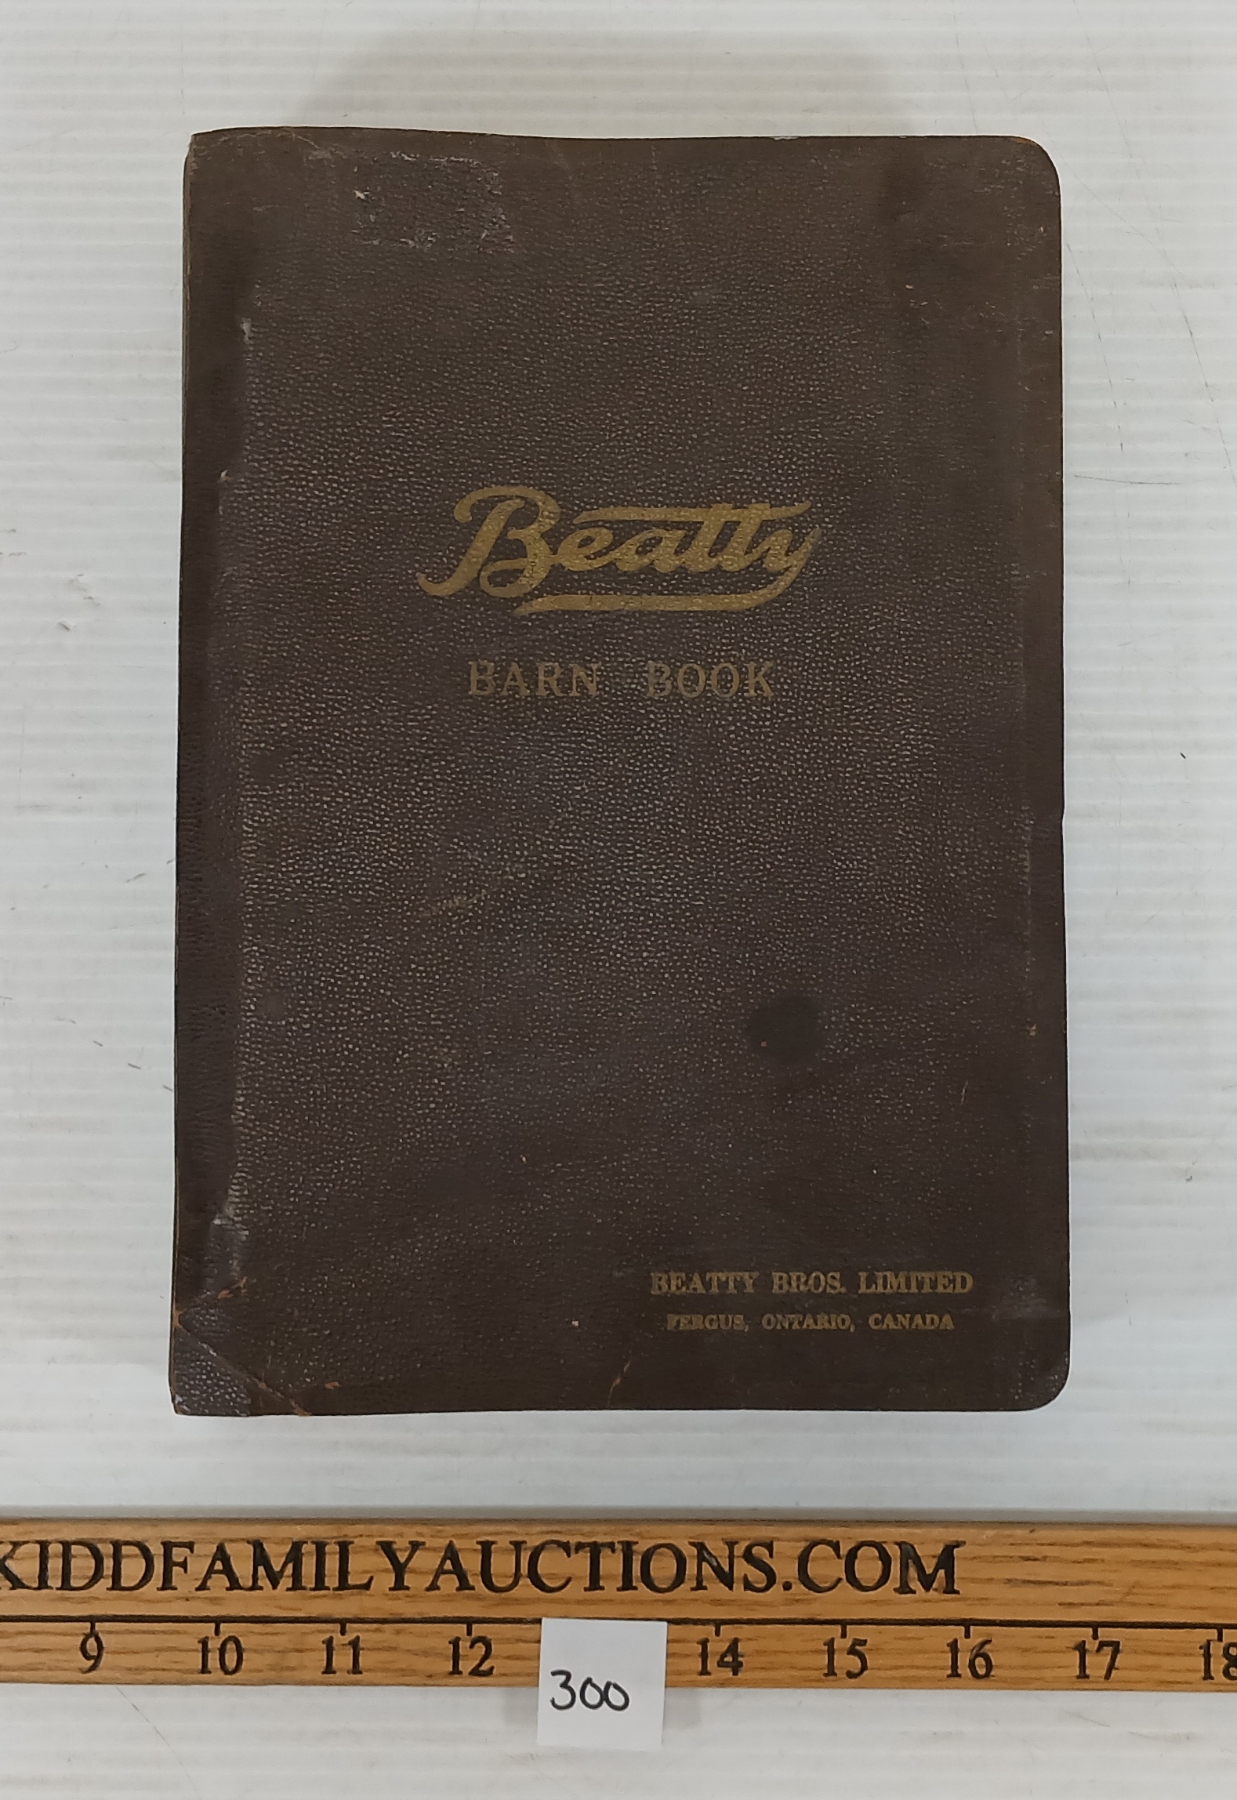 Beatty
BARN BOOK
BEATTY BROS. LIMITED
FERGUS, ONTARIO, CANADA
KIDDFAMILYAUCTIONS.COM
9 10 11 12 14 15 16 17 18
300